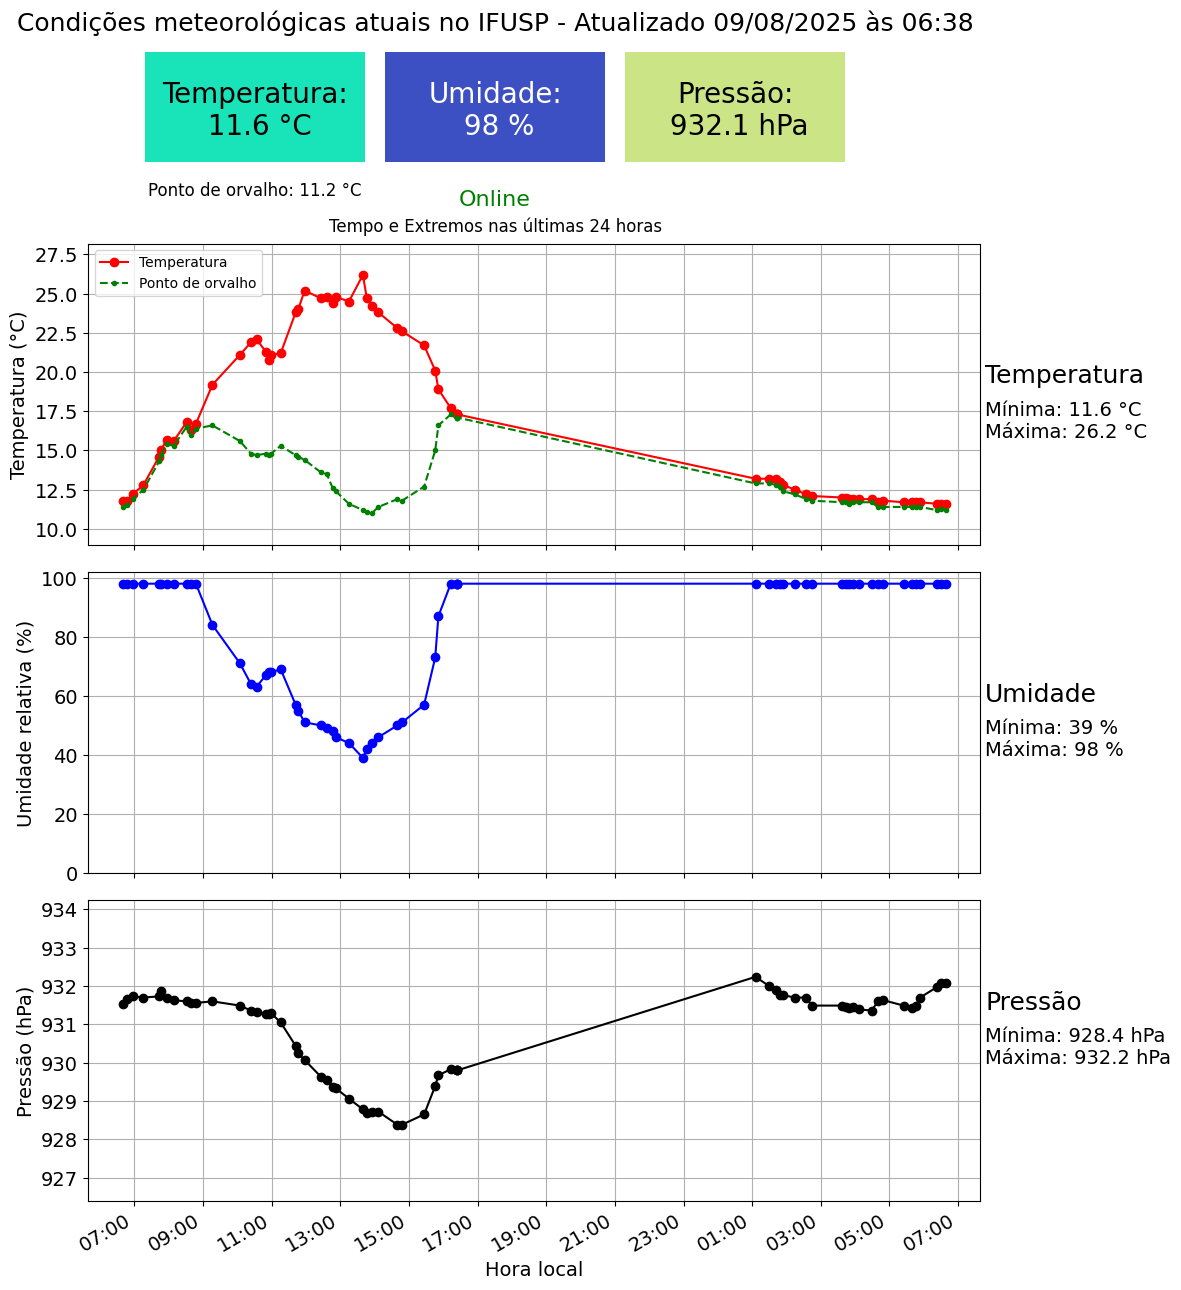 Condições meteorológicas atuais no IFUSP - Atualizado 09/08/2025 às 06:38
Temperatura:
11.6 °C
Umidade:
98 %
Pressão:
932.1 hPa
Ponto de orvalho: 11.2 °C
Online
Tempo e Extremos nas últimas 24 horas
Temperatura (°C)
27.5
25.0
22.5
20.0
17.5
15.0
12.5
10.0
Temperatura
Ponto de orvalho
Temperatura
Mínima: 11.6 °C
Máxima: 26.2 °C
Umidade relativa (%)
100
80
60
40
20
0
Umidade
Mínima: 39 %
Máxima: 98 %
Pressão (hPa)
934
933
932
931
930
929
928
927
Pressão
Mínima: 928.4 hPa
Máxima: 932.2 hPa
07:00
09:00
11:00
13:00
15:00
17:00
19:00
21:00
23:00
01:00
03:00
05:00
07:00
Hora local